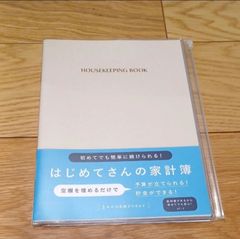 HOUSEKEEPING BOOK
初めてでも簡単に続けられる!
はじめてさんの家計簿
空欄を埋めるだけで
予算が立てられる!
貯金ができる!